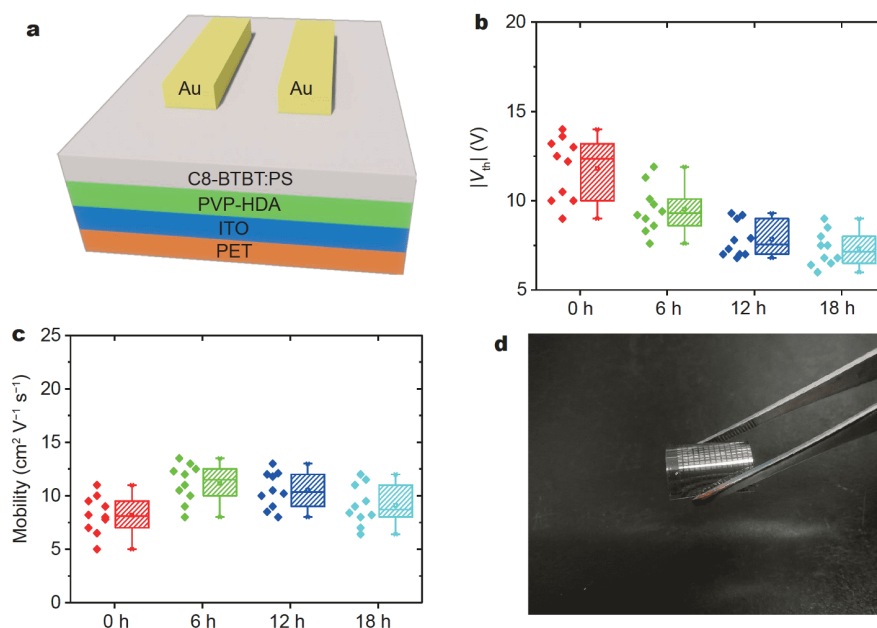 a
Au
Au
C8-BTBT:PS
PVP-HDA
ITO
PET
b
20
15
10
5
|Vth| (V)
0 h
6 h
12 h
18 h
c
25
20
15
10
5
0
Mobility (cm² V⁻¹ s⁻¹)
0 h
6 h
12 h
18 h
d